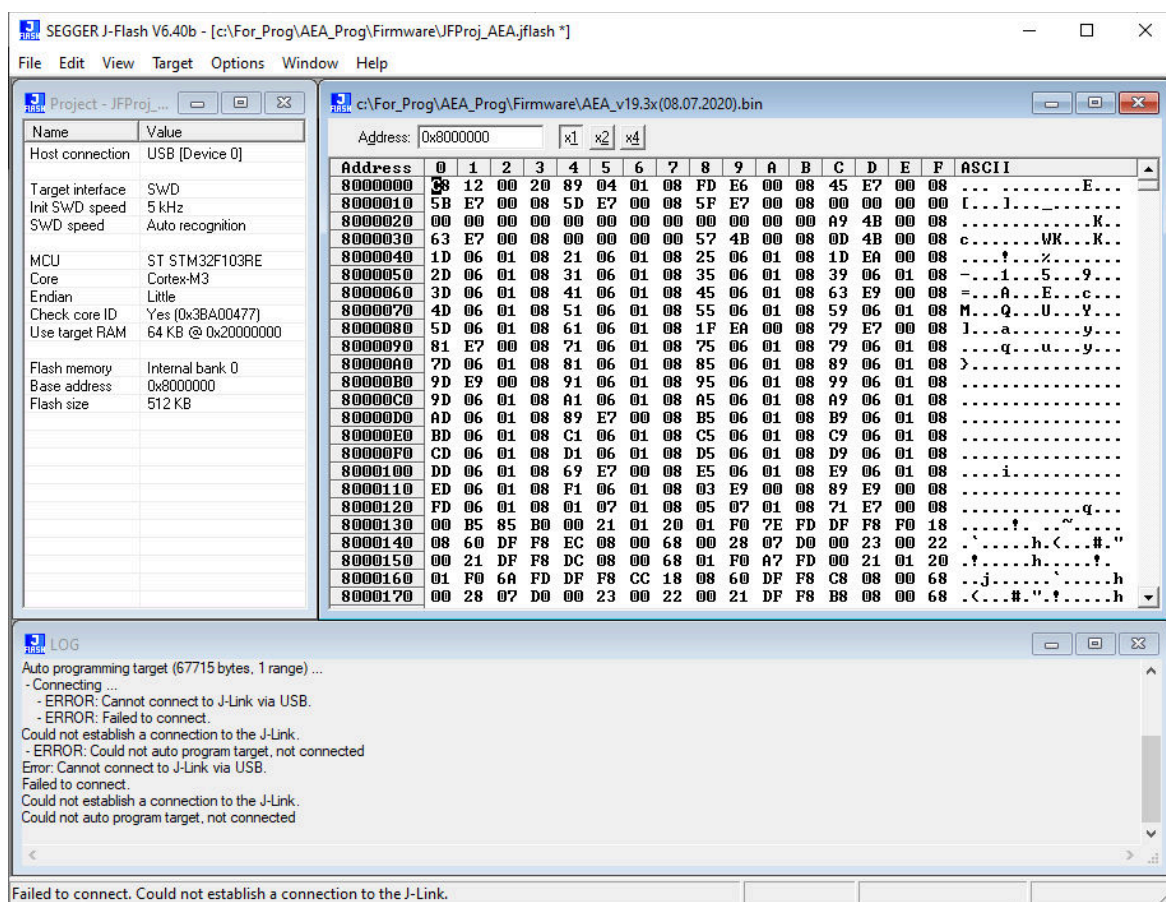 SEGGER J-Flash V6.40b - [c:\For_Prog\AEA_Prog\Firmware\JFProj_AEA.jflash *]
File Edit View Target Options Window Help
Project - JFProj_...
Name Value
Host connection USB [Device 0]
Target interface SWD
Init SWD speed 5 kHz
SWD speed Auto recognition
MCU ST STM32F103RE
Core Cortex-M3
Endian Little
Check core ID Yes (0x3BA00477)
Use target RAM 64 KB @ 0x20000000
Flash memory Internal bank 0
Base address 0x8000000
Flash size 512 KB
c:\For_Prog\AEA_Prog\Firmware\AEA_v19.3x(08.07.2020).bin
Address: 0x8000000 x1 x2 x4
Address 0 1 2 3 4 5 6 7 8 9 A B C D E F ASCII
8000000 C8 12 00 20 89 04 01 08 FD E6 00 08 45 E7 00 08 ... ........E...
8000010 5B E7 00 08 5D E7 00 08 5F E7 00 08 00 00 00 00 [...]..._.......
8000020 00 00 00 00 00 00 00 00 00 00 00 00 A9 4B 00 08 .............K..
8000030 63 E7 00 08 00 00 00 00 57 4B 00 08 0D 4B 00 08 c.......WK...K..
8000040 1D 06 01 08 21 06 01 08 25 06 01 08 1D EA 00 08 ....!...%.......
8000050 2D 06 01 08 31 06 01 08 35 06 01 08 39 06 01 08 -...1...5...9...
8000060 3D 06 01 08 41 06 01 08 45 06 01 08 63 E9 00 08 =...A...E...c...
8000070 4D 06 01 08 51 06 01 08 55 06 01 08 59 06 01 08 M...Q...U...Y...
8000080 5D 06 01 08 61 06 01 08 1F EA 00 08 79 E7 00 08 ]...a.......y...
8000090 81 E7 00 08 71 06 01 08 75 06 01 08 79 06 01 08 ....q...u...y...
80000A0 7D 06 01 08 81 06 01 08 85 06 01 08 89 06 01 08 }...............
80000B0 9D E9 00 08 91 06 01 08 95 06 01 08 99 06 01 08 ................
80000C0 9D 06 01 08 A1 06 01 08 A5 06 01 08 A9 06 01 08 ................
80000D0 AD 06 01 08 89 E7 00 08 B5 06 01 08 B9 06 01 08 ................
80000E0 BD 06 01 08 C1 06 01 08 C5 06 01 08 C9 06 01 08 ................
80000F0 CD 06 01 08 D1 06 01 08 D5 06 01 08 D9 06 01 08 ................
8000100 DD 06 01 08 69 E7 00 08 E5 06 01 08 E9 06 01 08 ....i...........
8000110 ED 06 01 08 F1 06 01 08 03 E9 00 08 89 E9 00 08 ................
8000120 FD 06 01 08 01 07 01 08 05 07 01 08 71 E7 00 08 ............q...
8000130 00 B5 85 B0 00 21 01 20 01 F0 7E FD DF F8 F0 18 .....!. ..~.....
8000140 08 60 DF F8 EC 08 00 68 00 28 07 D0 00 23 00 22 .`.....h.(...#."
8000150 00 21 DF F8 DC 08 00 68 01 F0 A7 FD 00 21 01 20 .!.....h.....!.
8000160 01 F0 6A FD DF F8 CC 18 08 60 DF F8 C8 08 00 68 ..j......`.....h
8000170 00 28 07 D0 00 23 00 22 00 21 DF F8 B8 08 00 68 .(...#.".!.....h
LOG
Auto programming target (67715 bytes, 1 range) ...
- Connecting ...
- ERROR: Cannot connect to J-Link via USB.
- ERROR: Failed to connect.
Could not establish a connection to the J-Link.
- ERROR: Could not auto program target, not connected
Error: Cannot connect to J-Link via USB.
Failed to connect.
Could not establish a connection to the J-Link.
Could not auto program target, not connected
Failed to connect. Could not establish a connection to the J-Link.